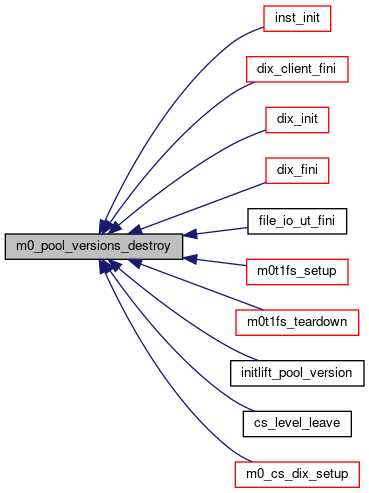 inst_init
dix_client_fini
dix_init
dix_fini
file_io_ut_fini
m0_pool_versions_destroy
m0t1fs_setup
m0t1fs_teardown
initlift_pool_version
cs_level_leave
m0_cs_dix_setup